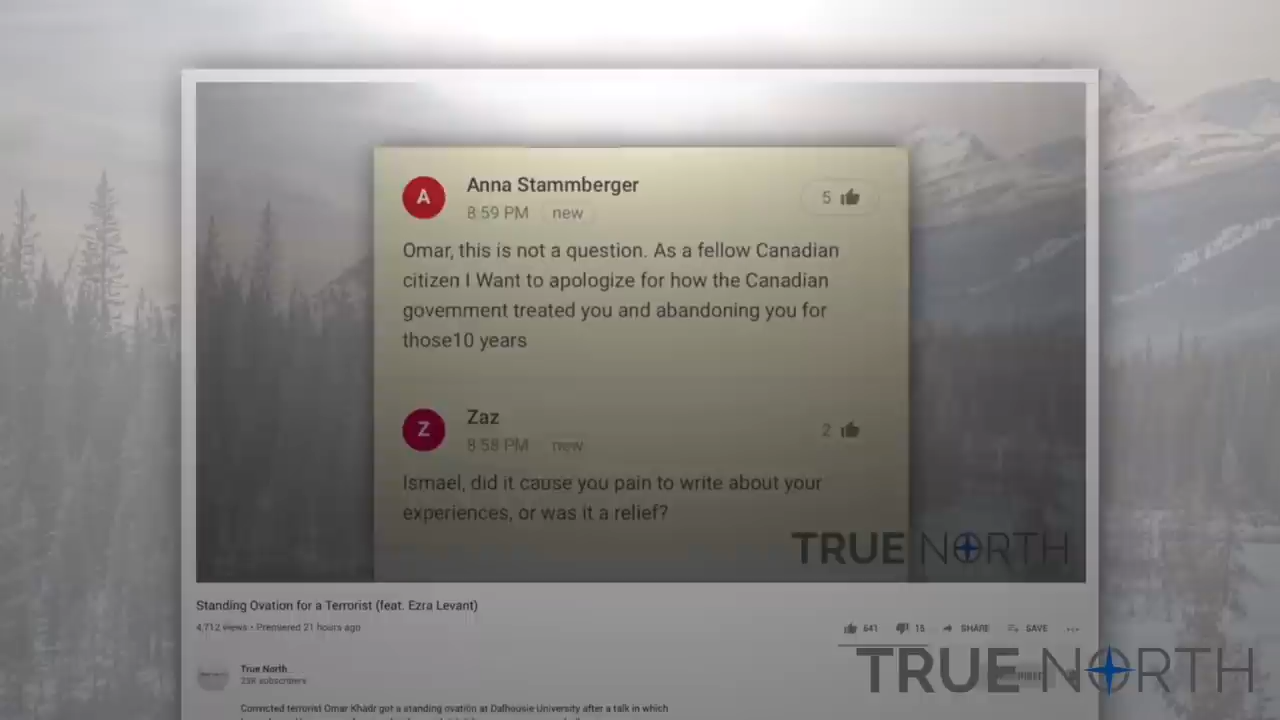 A
Anna Stammberger
8:59 PM new
5
Omar, this is not a question. As a fellow Canadian
citizen I Want to apologize for how the Canadian
government treated you and abandoning you for
those10 years
Z
Zaz
8:58 PM new
2
Ismael, did it cause you pain to write about your
experiences, or was it a relief?
TRUE NORTH
Standing Ovation for a Terrorist (feat. Ezra Levant)
4,712 views • Premiered 21 hours ago
641 15 SHARE SAVE ...
TRUE NORTH
True North
23K subscribers
Convicted terrorist Omar Khadr got a standing ovation at Dalhousie University after a talk in which